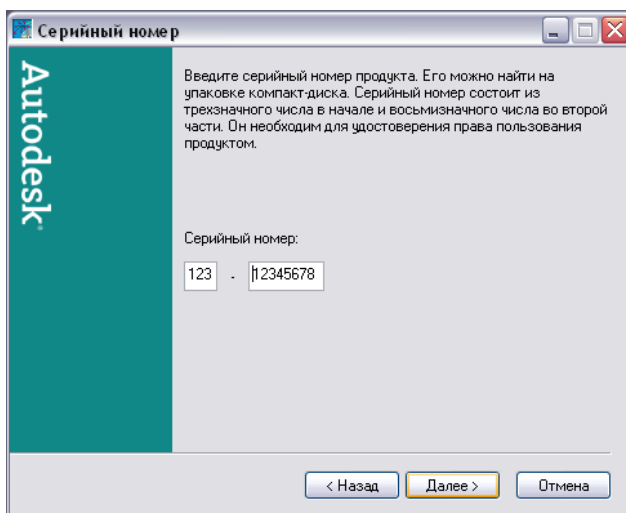 Серийный номер
Autodesk
Введите серийный номер продукта. Его можно найти на
упаковке компакт-диска. Серийный номер состоит из
трехзначного числа в начале и восьмизначного числа во второй
части. Он необходим для удостоверения права пользования
продуктом.
Серийный номер:
123 - 12345678
< Назад Далее > Отмена